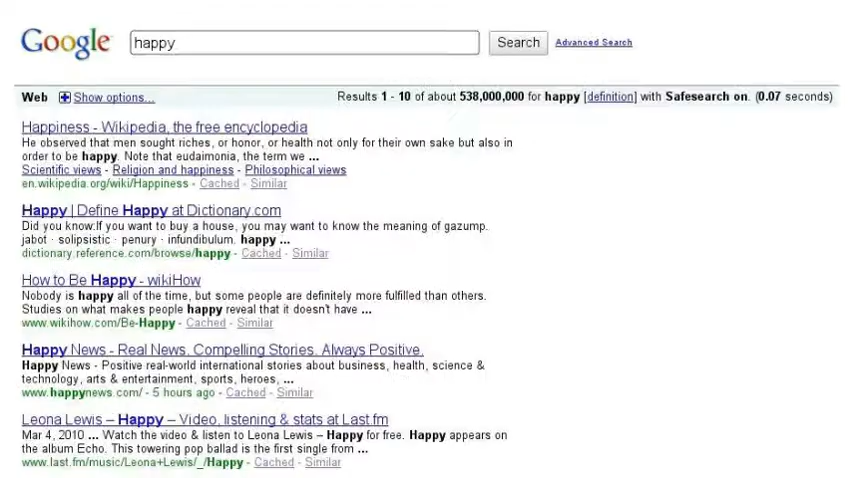 Google happy Search Advanced Search
Web Show options... Results 1 - 10 of about 538,000,000 for happy [definition] with Safesearch on. (0.07 seconds)
Happiness - Wikipedia, the free encyclopedia
He observed that men sought riches, or honor, or health not only for their own sake but also in
order to be happy. Note that eudaimonia, the term we ...
Scientific views - Religion and happiness - Philosophical views
en.wikipedia.org/wiki/Happiness - Cached - Similar
Happy | Define Happy at Dictionary.com
Did you know:If you want to buy a house, you may want to know the meaning of gazump.
jabot · solipsistic · penury · infundibulum. happy ...
dictionary.reference.com/browse/happy - Cached - Similar
How to Be Happy - wikiHow
Nobody is happy all of the time, but some people are definitely more fulfilled than others.
Studies on what makes people happy reveal that it doesn't have ...
www.wikihow.com/Be-Happy - Cached - Similar
Happy News - Real News. Compelling Stories. Always Positive.
Happy News - Positive real-world international stories about business, health, science &
technology, arts & entertainment, sports, heroes, ...
www.happynews.com/ - 5 hours ago - Cached - Similar
Leona Lewis – Happy – Video, listening & stats at Last.fm
Mar 4, 2010 ... Watch the video & listen to Leona Lewis – Happy for free. Happy appears on
the album Echo. This towering pop ballad is the first single from ...
www.last.fm/music/Leona+Lewis/_/Happy - Cached - Similar